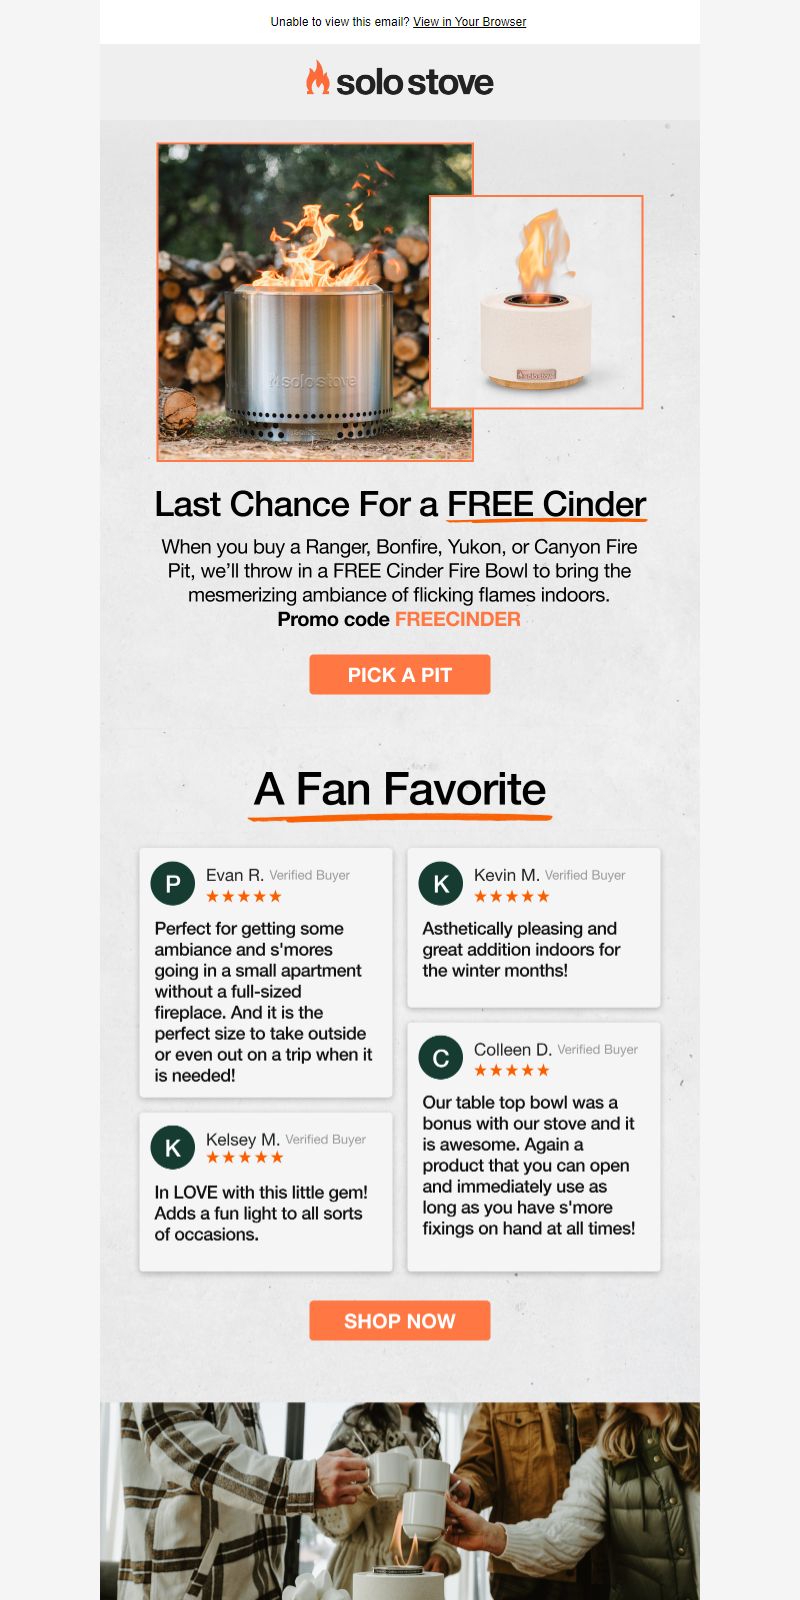 Unable to view this email? View in Your Browser
solo stove
solo stove
solo stove
Last Chance For a FREE Cinder
When you buy a Ranger, Bonfire, Yukon, or Canyon Fire
Pit, we’ll throw in a FREE Cinder Fire Bowl to bring the
mesmerizing ambiance of flicking flames indoors.
Promo code FREECINDER
PICK A PIT
A Fan Favorite
P
Evan R. Verified Buyer
Perfect for getting some
ambiance and s'mores
going in a small apartment
without a full-sized
fireplace. And it is the
perfect size to take outside
or even out on a trip when it
is needed!
K
Kelsey M. Verified Buyer
In LOVE with this little gem!
Adds a fun light to all sorts
of occasions.
K
Kevin M. Verified Buyer
Asthetically pleasing and
great addition indoors for
the winter months!
C
Colleen D. Verified Buyer
Our table top bowl was a
bonus with our stove and it
is awesome. Again a
product that you can open
and immediately use as
long as you have s'more
fixings on hand at all times!
SHOP NOW